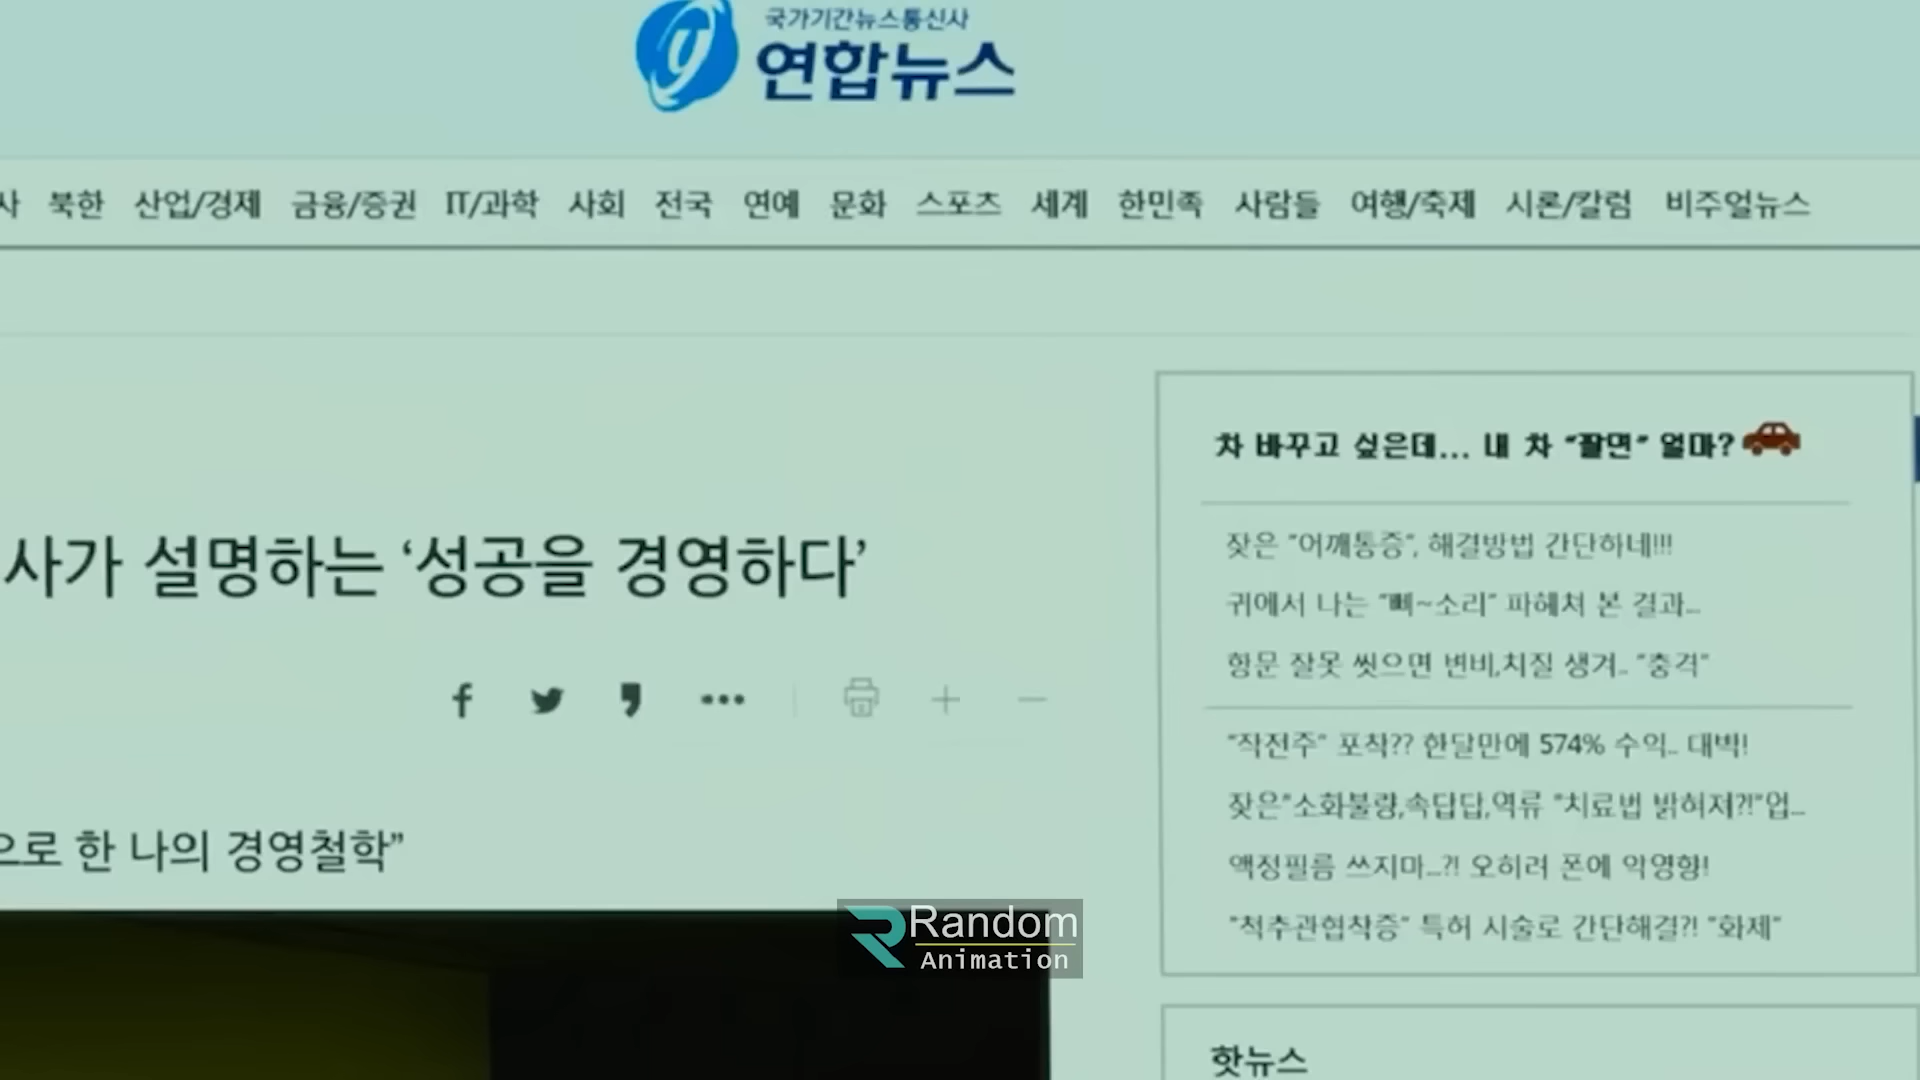 국가기간뉴스통신사
연합뉴스
사 북한 산업/경제 금융/증권 IT/과학 사회 전국 연예 문화 스포츠 세계 한민족 사람들 여행/축제 시론/칼럼 비주얼뉴스
사가 설명하는 ‘성공을 경영하다’
으로 한 나의 경영철학”
차 바꾸고 싶은데... 내 차 "팔면" 얼마?
잦은 "어깨통증", 해결방법 간단하네!!!
귀에서 나는 "삐~소리" 파헤쳐 본 결과...
항문 잘못 씻으면 변비,치질 생겨.. "충격"
"작전주" 포착?? 한달만에 574% 수익.. 대박!
잦은"소화불량,속답답,역류 "치료법 밝혀져?!"업...
액정필름 쓰지마...?! 오히려 폰에 악영향!
"척추관협착증" 특허 시술로 간단해결?! "화제"
핫뉴스
Random
Animation